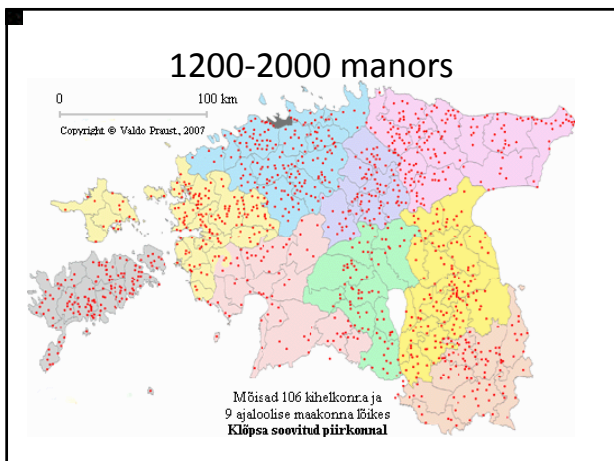 1200-2000 manors
0 100 km
Copyright © Valdo Praust., 2007
Mõisad 106 kihelkonna ja
9 ajaloolise maakonna lõikes
Klõpsa soovitud piirkonnal